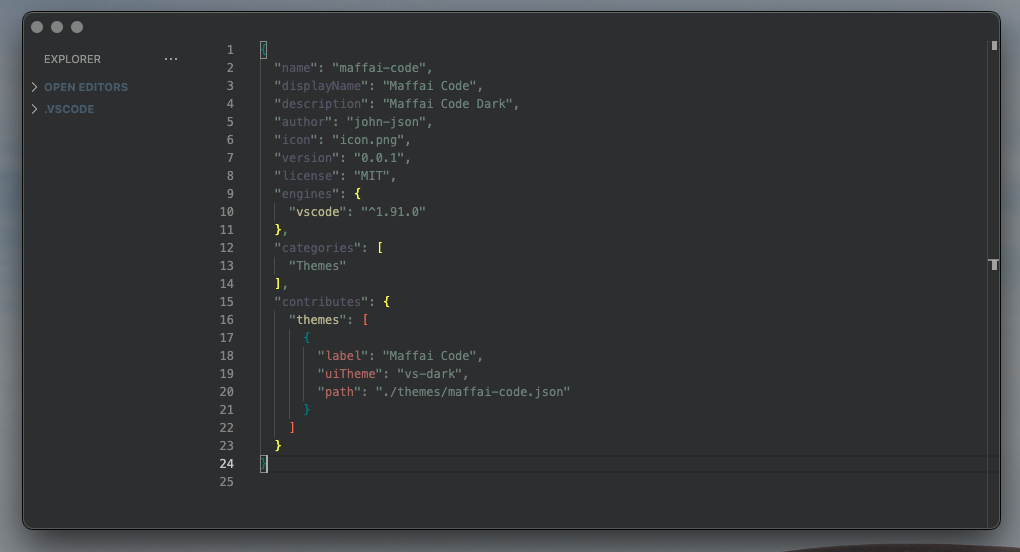 EXPLORER ...
OPEN EDITORS
.VSCODE
1 {
2 "name": "maffai-code",
3 "displayName": "Maffai Code",
4 "description": "Maffai Code Dark",
5 "author": "john-json",
6 "icon": "icon.png",
7 "version": "0.0.1",
8 "license": "MIT",
9 "engines": {
10 "vscode": "^1.91.0"
11 },
12 "categories": [
13 "Themes"
14 ],
15 "contributes": {
16 "themes": [
17 {
18 "label": "Maffai Code",
19 "uiTheme": "vs-dark",
20 "path": "./themes/maffai-code.json"
21 }
22 ]
23 }
24 }
25